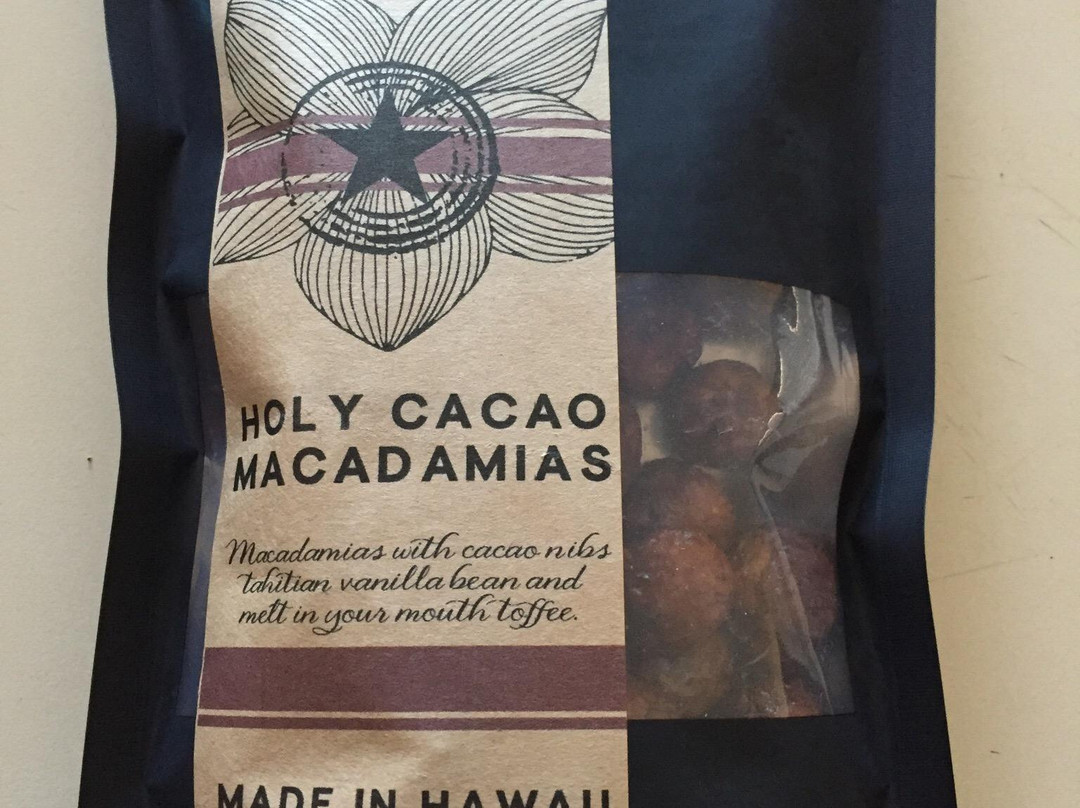 HOLY CACAO
MACADAMIAS
Macadamias with cacao nibs
tahitian vanilla bean and
melt in your mouth toffee.
MADE IN HAWAII